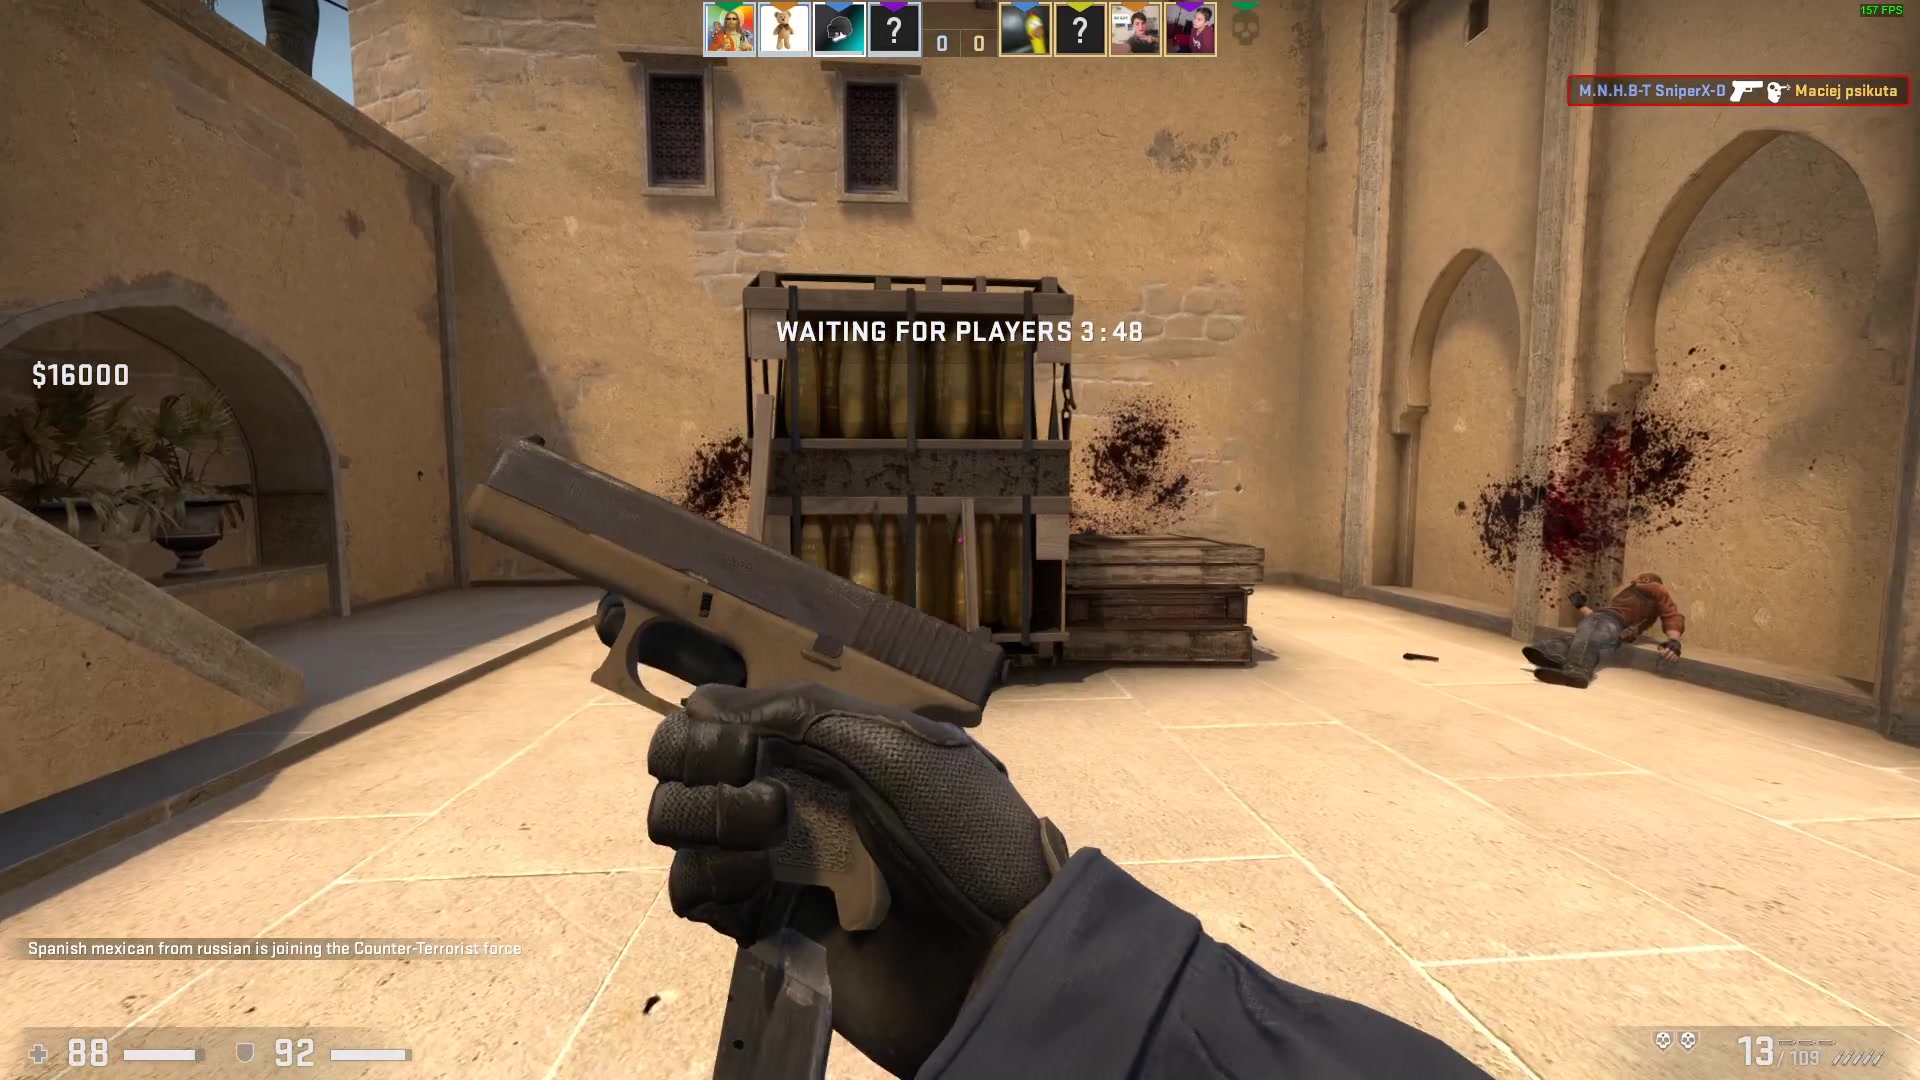 157 FPS
? 0 0 ?
M.N.H.B-T SniperX-D Maciej psikuta
WAITING FOR PLAYERS 3:48
$16000
Spanish mexican from russian is joining the Counter-Terrorist force
88 92
13 / 109